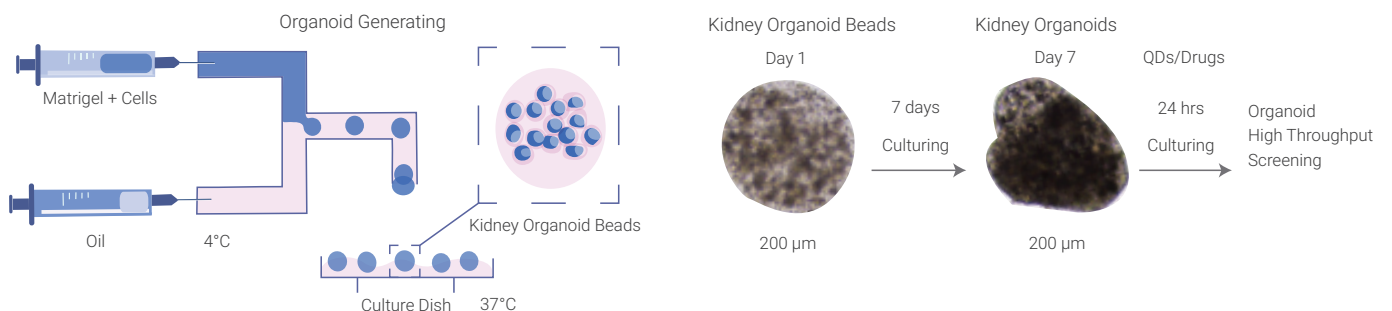 Organoid Generating
Matrigel + Cells
Oil
4°C
Kidney Organoid Beads
Culture Dish
37°C
Kidney Organoid Beads
Day 1
200 µm
7 days
Culturing
Kidney Organoids
Day 7
200 µm
QDs/Drugs
24 hrs
Culturing
Organoid
High Throughput
Screening